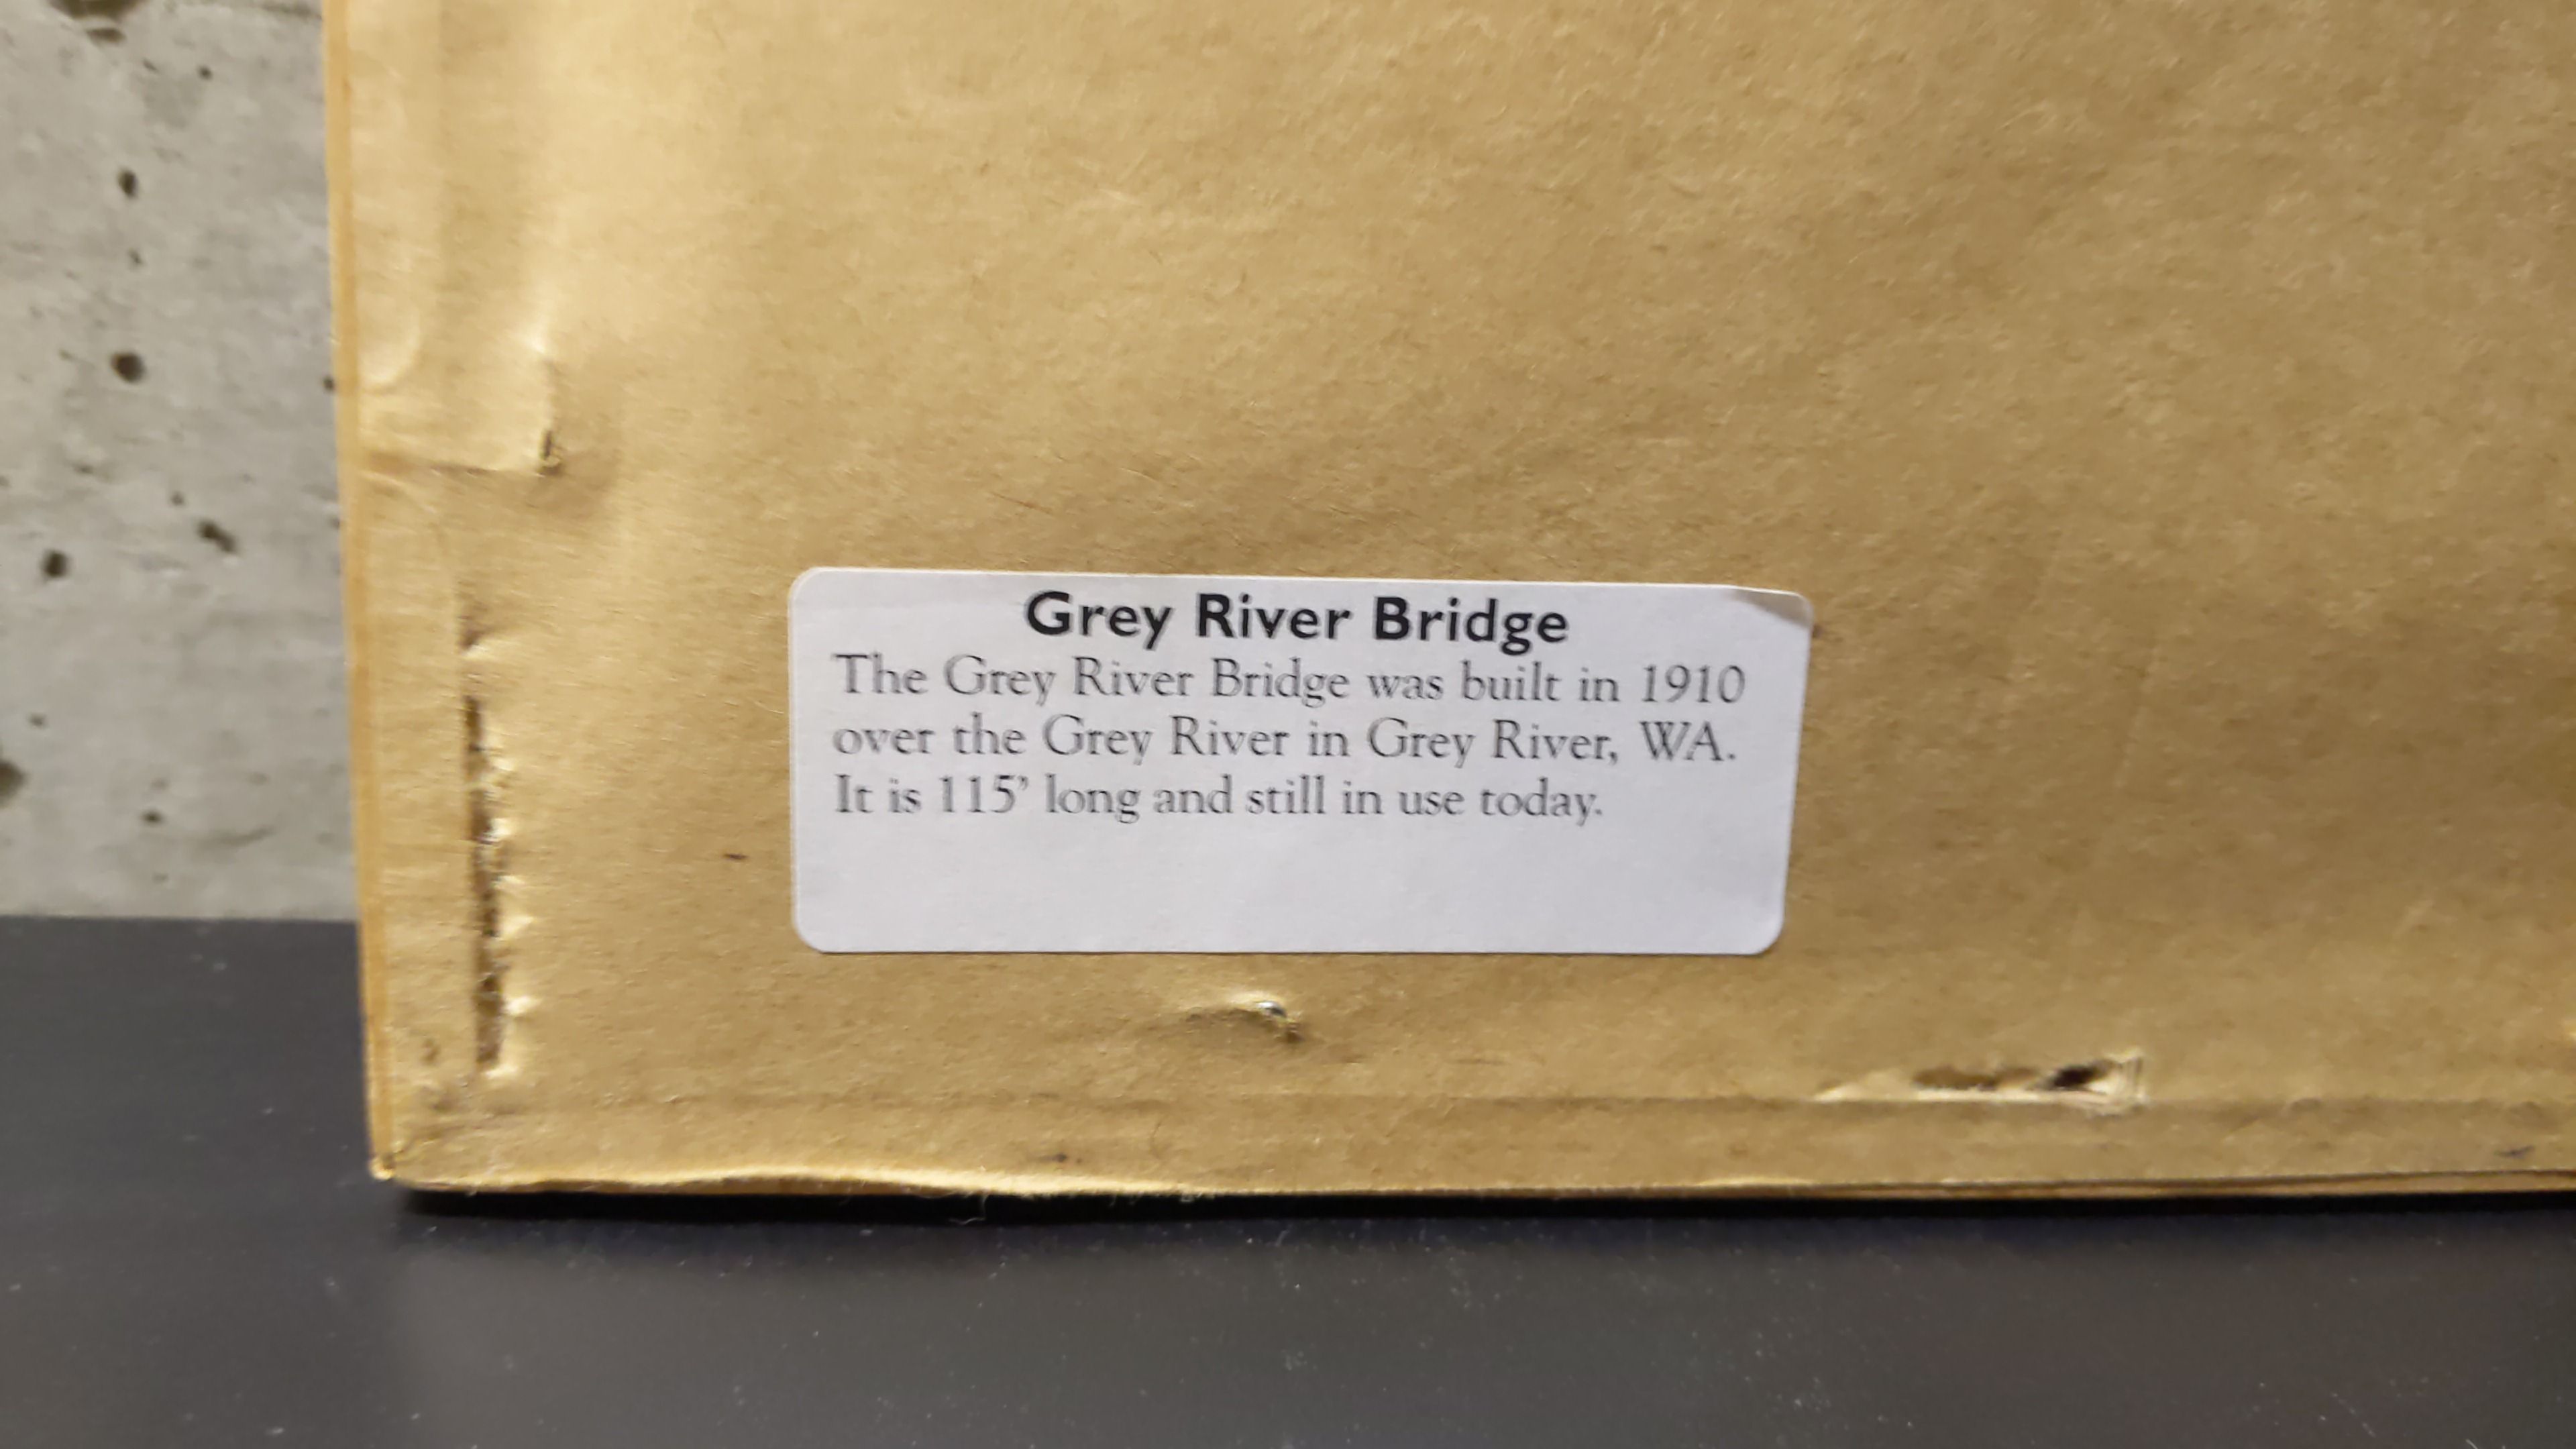 Grey River Bridge
The Grey River Bridge was built in 1910
over the Grey River in Grey River, WA.
It is 115’ long and still in use today.